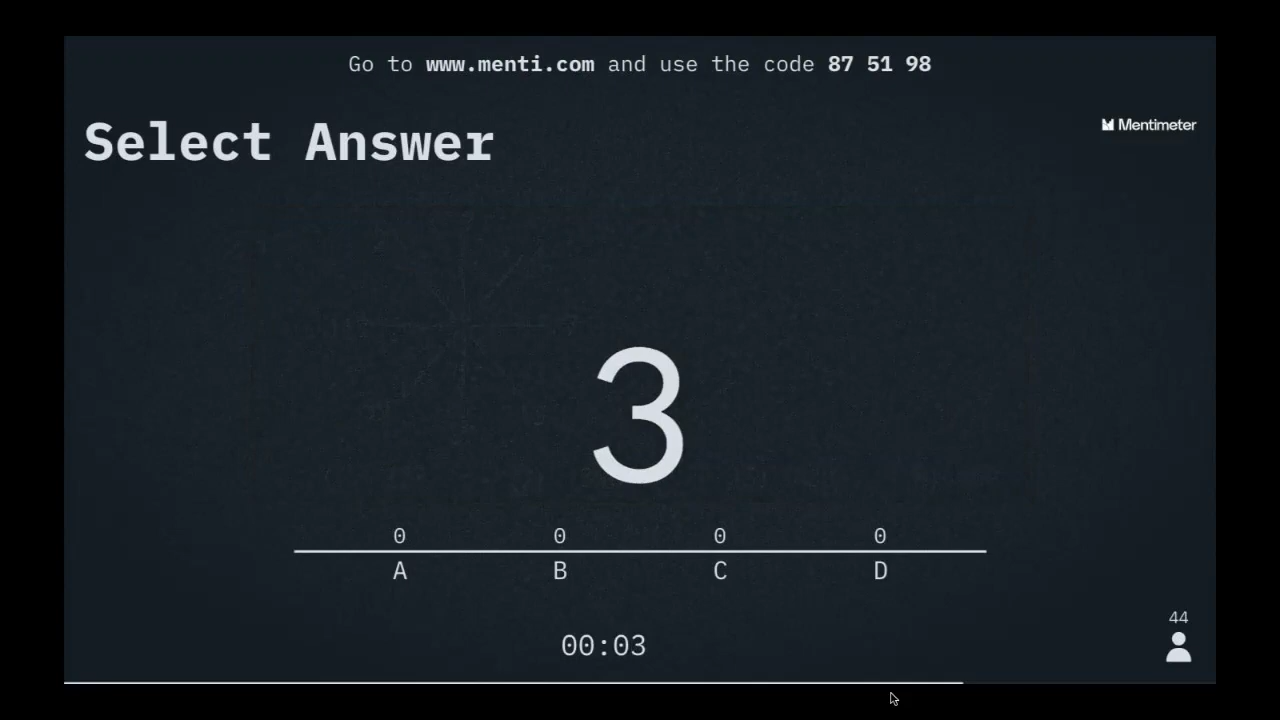 Go to www.menti.com and use the code 87 51 98
Select Answer
Mentimeter
3
0 0 0 0
A B C D
44
00:03